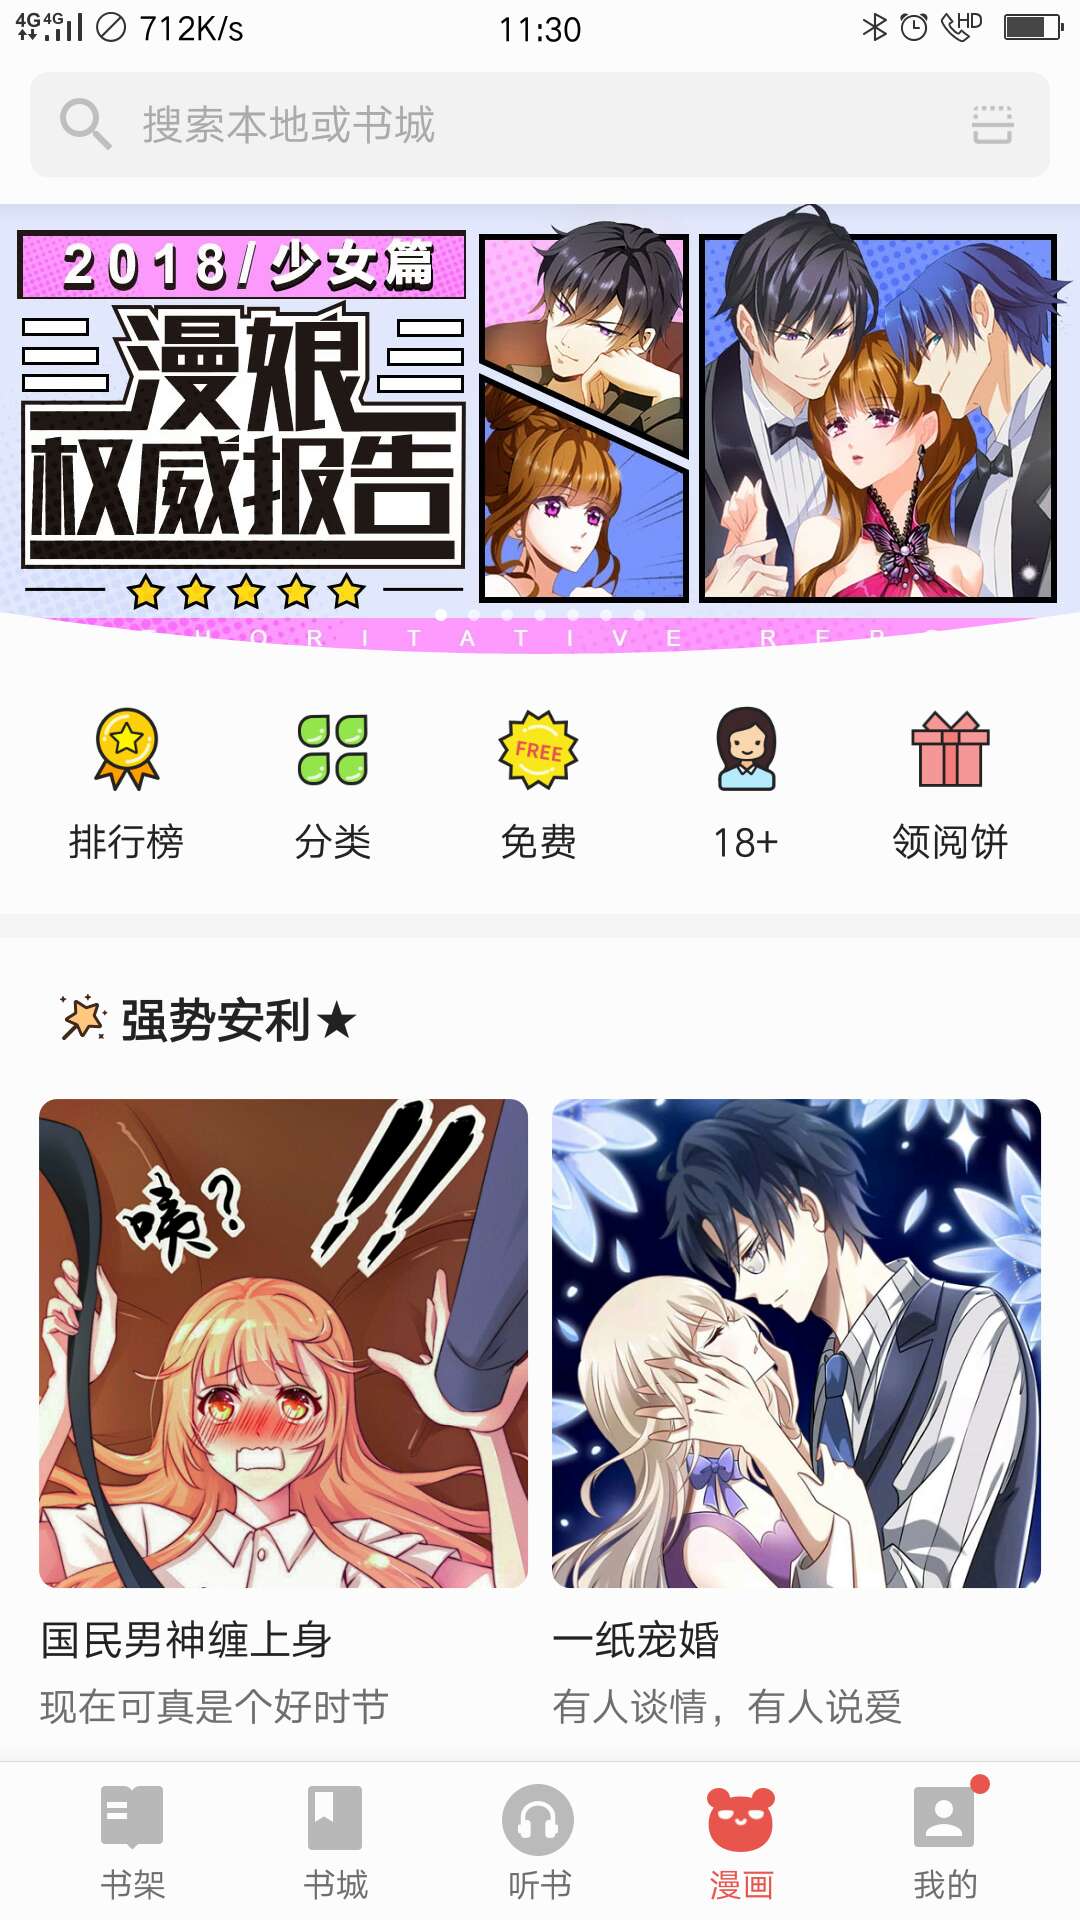 4G 4G 712K/s 11:30 HD
搜索本地或书城
2018/少女篇
漫娘
权威报告
HORITATIVE REP
FREE
排行榜 分类 免费 18+ 领阅饼
强势安利★
咦? !!
国民男神缠上身 一纸宠婚
现在可真是个好时节 有人谈情，有人说爱
书架 书城 听书 漫画 我的